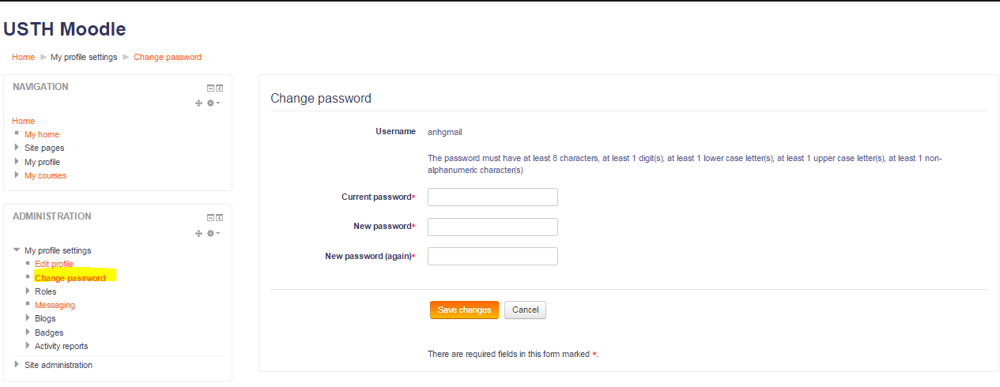 USTH Moodle
Home My profile settings Change password
NAVIGATION
Home
My home
Site pages
My profile
My courses
ADMINISTRATION
My profile settings
Edit profile
Change password
Roles
Messaging
Blogs
Badges
Activity reports
Site administration
Change password
Username anhgmail
The password must have at least 8 characters, at least 1 digit(s), at least 1 lower case letter(s), at least 1 upper case letter(s), at least 1 non-
alphanumeric character(s)
Current password*
New password*
New password (again)*
Save changes Cancel
There are required fields in this form marked *.